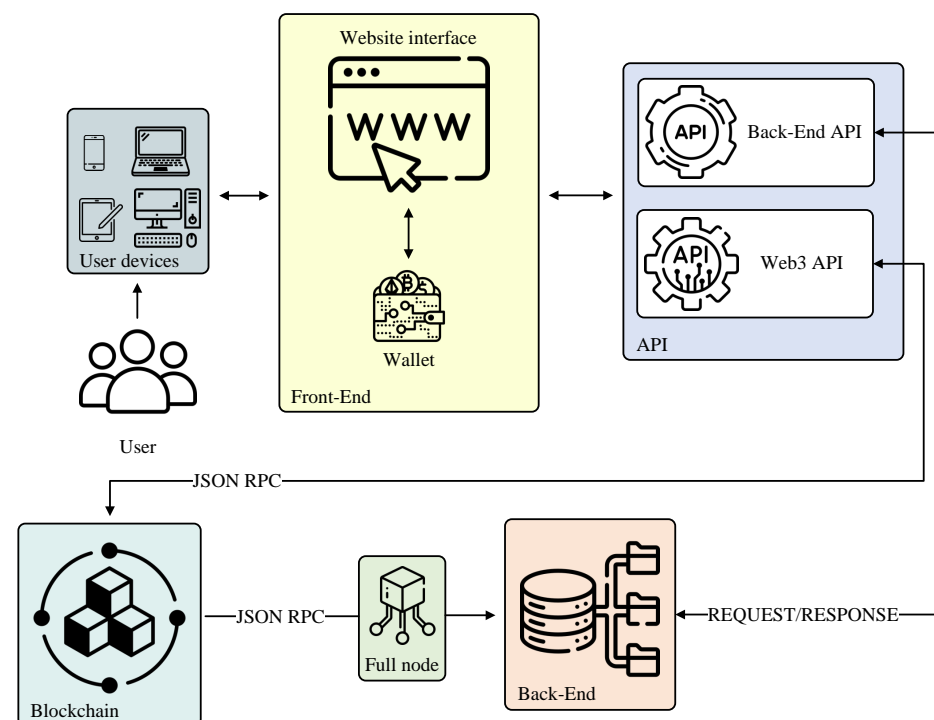 Website interface
W W W
API
Back-End API
API
Web3 API
User devices
Wallet
API
Front-End
User
JSON RPC
JSON RPC
REQUEST/RESPONSE
Full node
Back-End
Blockchain